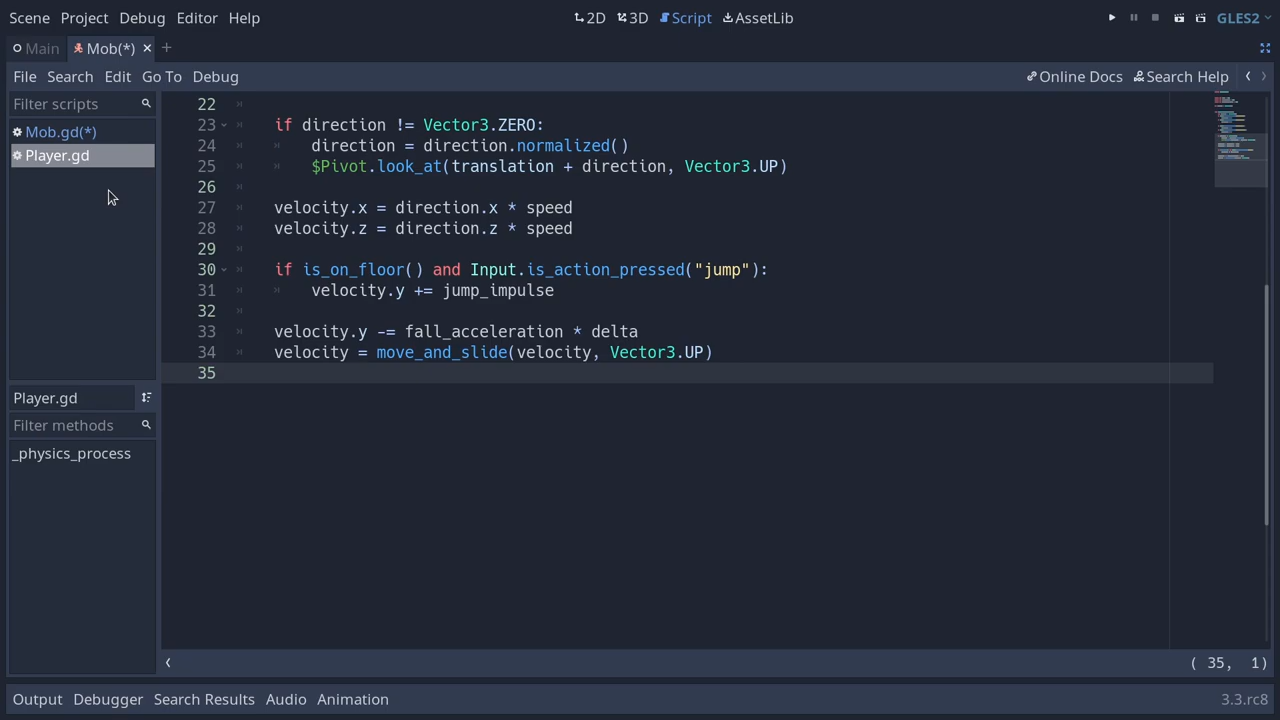 Scene Project Debug Editor Help 2D 3D Script AssetLib GLES2
Main Mob(*)
File Search Edit Go To Debug Online Docs Search Help
Filter scripts
Mob.gd(*)
Player.gd
Player.gd
Filter methods
_physics_process
22
23 if direction != Vector3.ZERO:
24 direction = direction.normalized()
25 $Pivot.look_at(translation + direction, Vector3.UP)
26
27 velocity.x = direction.x * speed
28 velocity.z = direction.z * speed
29
30 if is_on_floor() and Input.is_action_pressed("jump"):
31 velocity.y += jump_impulse
32
33 velocity.y -= fall_acceleration * delta
34 velocity = move_and_slide(velocity, Vector3.UP)
35
( 35, 1)
Output Debugger Search Results Audio Animation 3.3.rc8